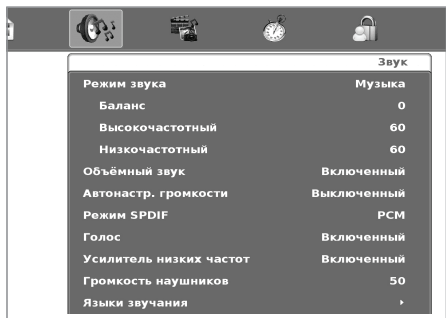 Звук
Режим звука Музыка
Баланс 0
Высокочастотный 60
Низкочастотный 60
Объёмный звук Включенный
Автонастр. громкости Выключенный
Режим SPDIF PCM
Голос Включенный
Усилитель низких частот Включенный
Громкость наушников 50
Языки звучания